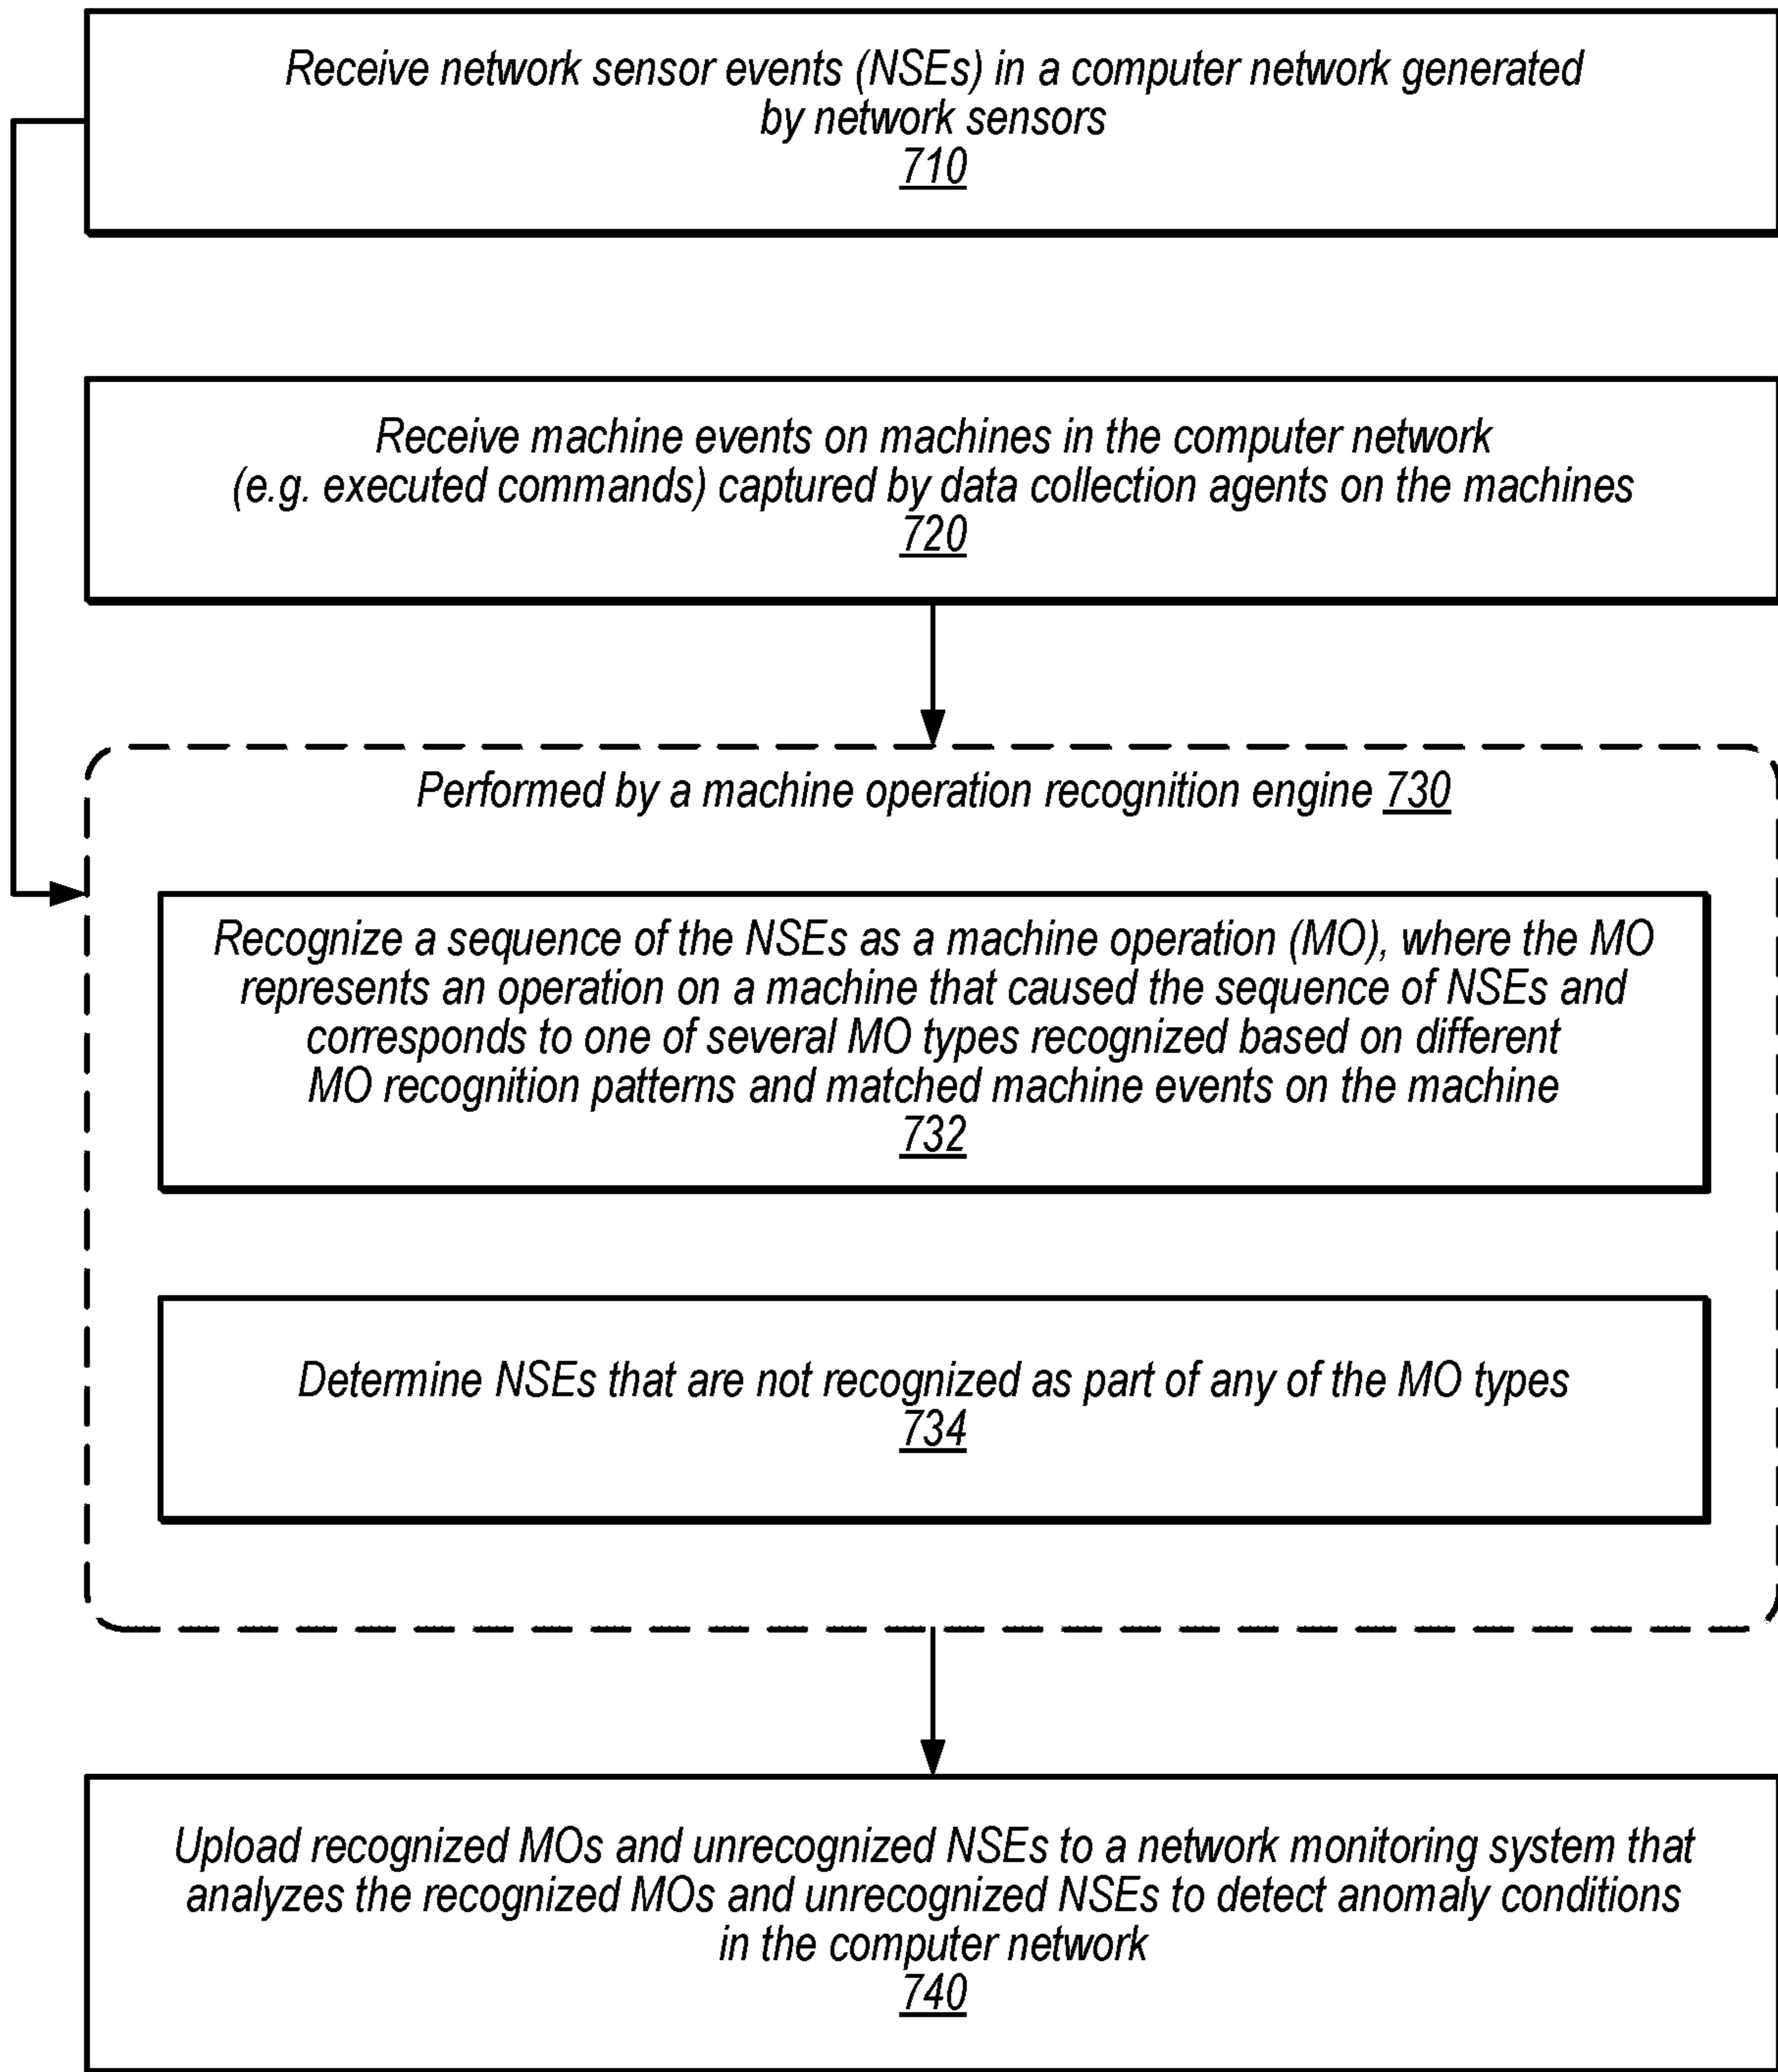 Receive network sensor events (NSEs) in a computer network generated
by network sensors
710
Receive machine events on machines in the computer network
(e.g. executed commands) captured by data collection agents on the machines
720
Performed by a machine operation recognition engine 730
Recognize a sequence of the NSEs as a machine operation (MO), where the MO
represents an operation on a machine that caused the sequence of NSEs and
corresponds to one of several MO types recognized based on different
MO recognition patterns and matched machine events on the machine
732
Determine NSEs that are not recognized as part of any of the MO types
734
Upload recognized MOs and unrecognized NSEs to a network monitoring system that
analyzes the recognized MOs and unrecognized NSEs to detect anomaly conditions
in the computer network
740